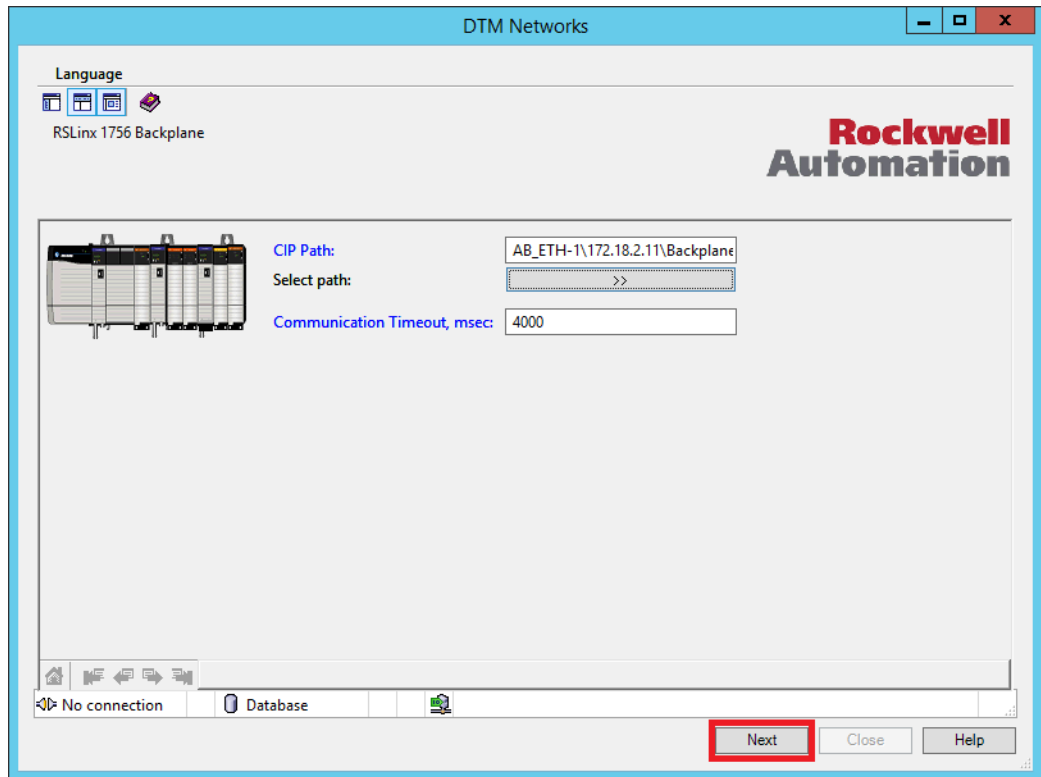 DTM Networks
Language
RSLinx 1756 Backplane
Rockwell
Automation
CIP Path: AB_ETH-1\172.18.2.11\Backplane
Select path: >>
Communication Timeout, msec: 4000
No connection Database
Next Close Help